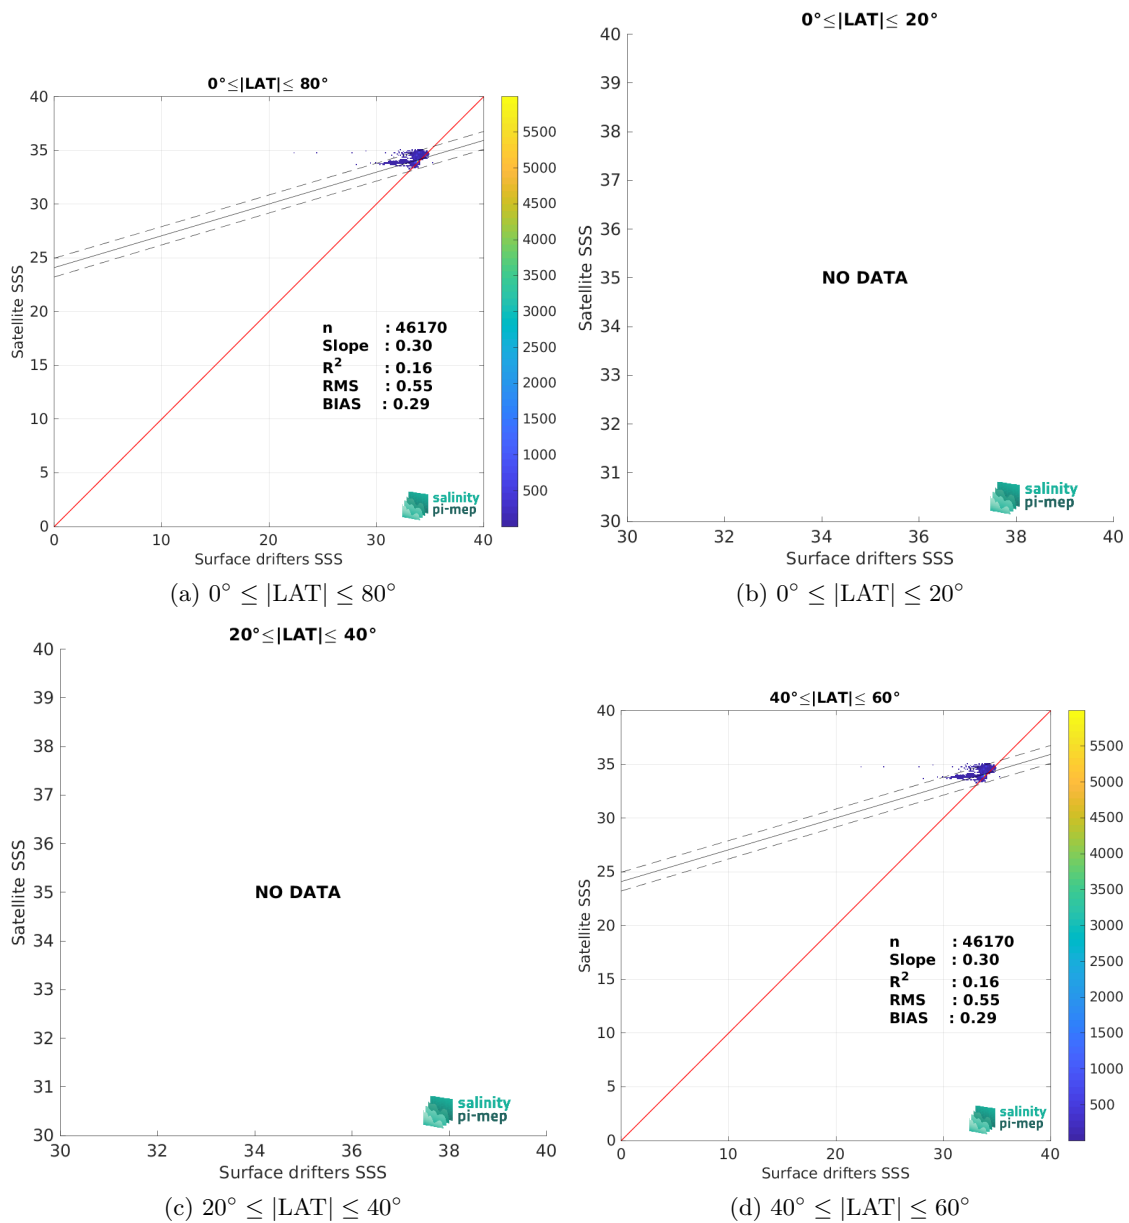 0°≤|LAT|≤ 80°
40
35
30
25
20
15
10
5
0
Satellite SSS
0
10
20
30
40
Surface drifters SSS
5500
5000
4500
4000
3500
3000
2500
2000
1500
1000
500
n : 46170
Slope : 0.30
R² : 0.16
RMS : 0.55
BIAS : 0.29
salinity
pi-mep
(a) 0° ≤ |LAT| ≤ 80°
0°≤|LAT|≤ 20°
40
39
38
37
36
35
34
33
32
31
30
Satellite SSS
NO DATA
salinity
pi-mep
30
32
34
36
38
40
Surface drifters SSS
(b) 0° ≤ |LAT| ≤ 20°
20°≤|LAT|≤ 40°
40
39
38
37
36
35
34
33
32
31
30
Satellite SSS
NO DATA
salinity
pi-mep
30
32
34
36
38
40
Surface drifters SSS
(c) 20° ≤ |LAT| ≤ 40°
40°≤|LAT|≤ 60°
40
35
30
25
20
15
10
5
0
Satellite SSS
0
10
20
30
40
Surface drifters SSS
5500
5000
4500
4000
3500
3000
2500
2000
1500
1000
500
n : 46170
Slope : 0.30
R² : 0.16
RMS : 0.55
BIAS : 0.29
salinity
pi-mep
(d) 40° ≤ |LAT| ≤ 60°